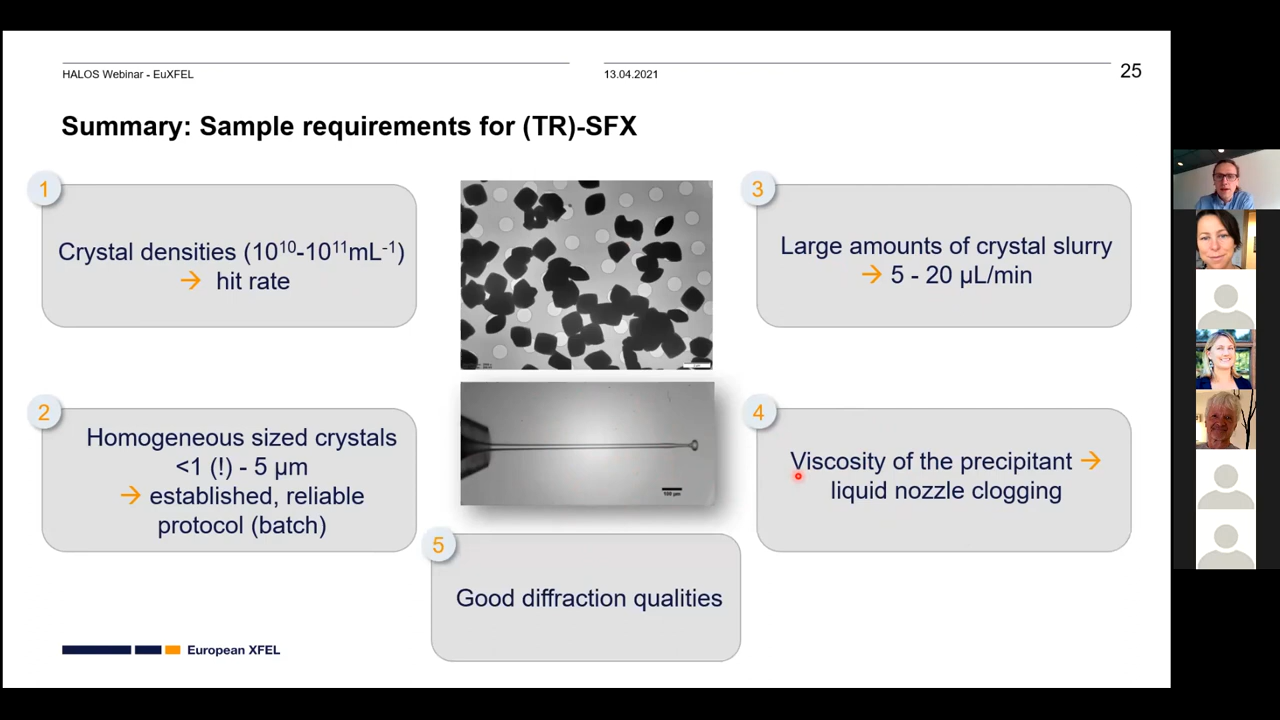 HALOS Webinar - EuXFEL
13.04.2021
25
Summary: Sample requirements for (TR)-SFX
1
Crystal densities (10¹⁰-10¹¹mL⁻¹)
→ hit rate
2
Homogeneous sized crystals
<1 (!) - 5 µm
→ established, reliable
protocol (batch)
3
Large amounts of crystal slurry
→ 5 - 20 µL/min
4
Viscosity of the precipitant →
liquid nozzle clogging
100 µm
5
Good diffraction qualities
European XFEL